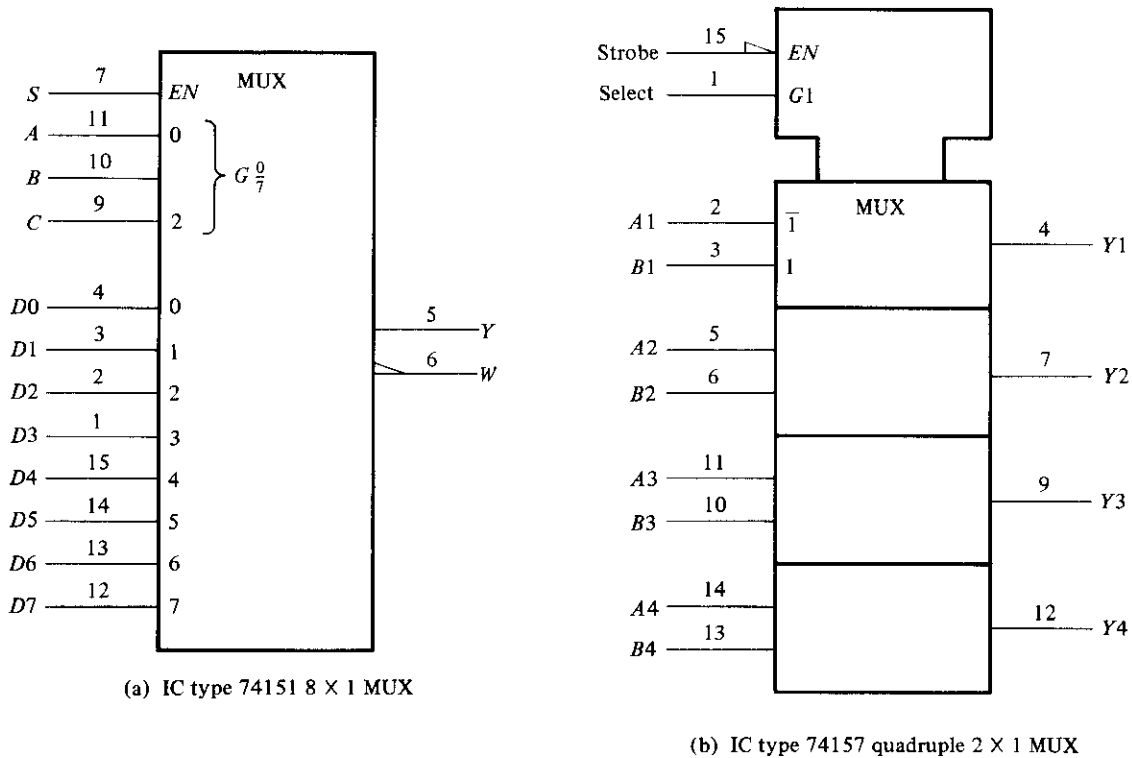 MUX
7
S EN
11
A 0
10
B G 0/7
9
C 2
4
D0 0
3
D1 1
2
D2 2
1
D3 3
15
D4 4
14
D5 5
13
D6 6
12
D7 7
5
Y
6
W
(a) IC type 74151 8 × 1 MUX
15
Strobe EN
1
Select G1
MUX
2
A1 1̅
3
B1 1
4
Y1
5
A2
6
B2
7
Y2
11
A3
10
B3
9
Y3
14
A4
13
B4
12
Y4
(b) IC type 74157 quadruple 2 × 1 MUX